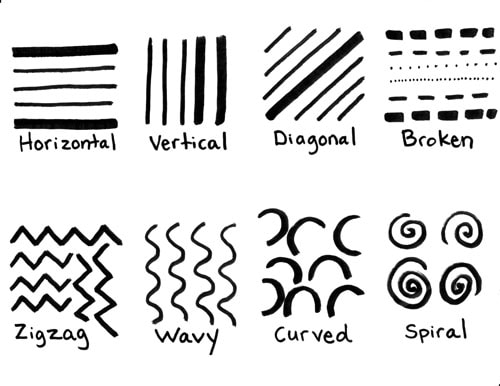 Horizontal Vertical Diagonal Broken
Zigzag Wavy Curved Spiral